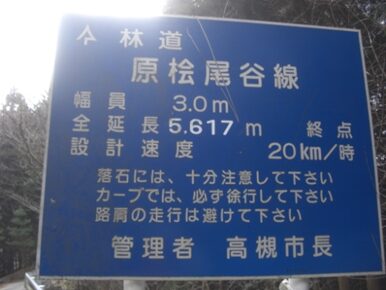 林道
原桧尾谷線
幅員 3.0m
全延長 5,617m 終点
設計速度 20km/時
落石には、十分注意して下さい
カーブでは、必ず徐行して下さい
路肩の走行は避けて下さい
管理者 高槻市長